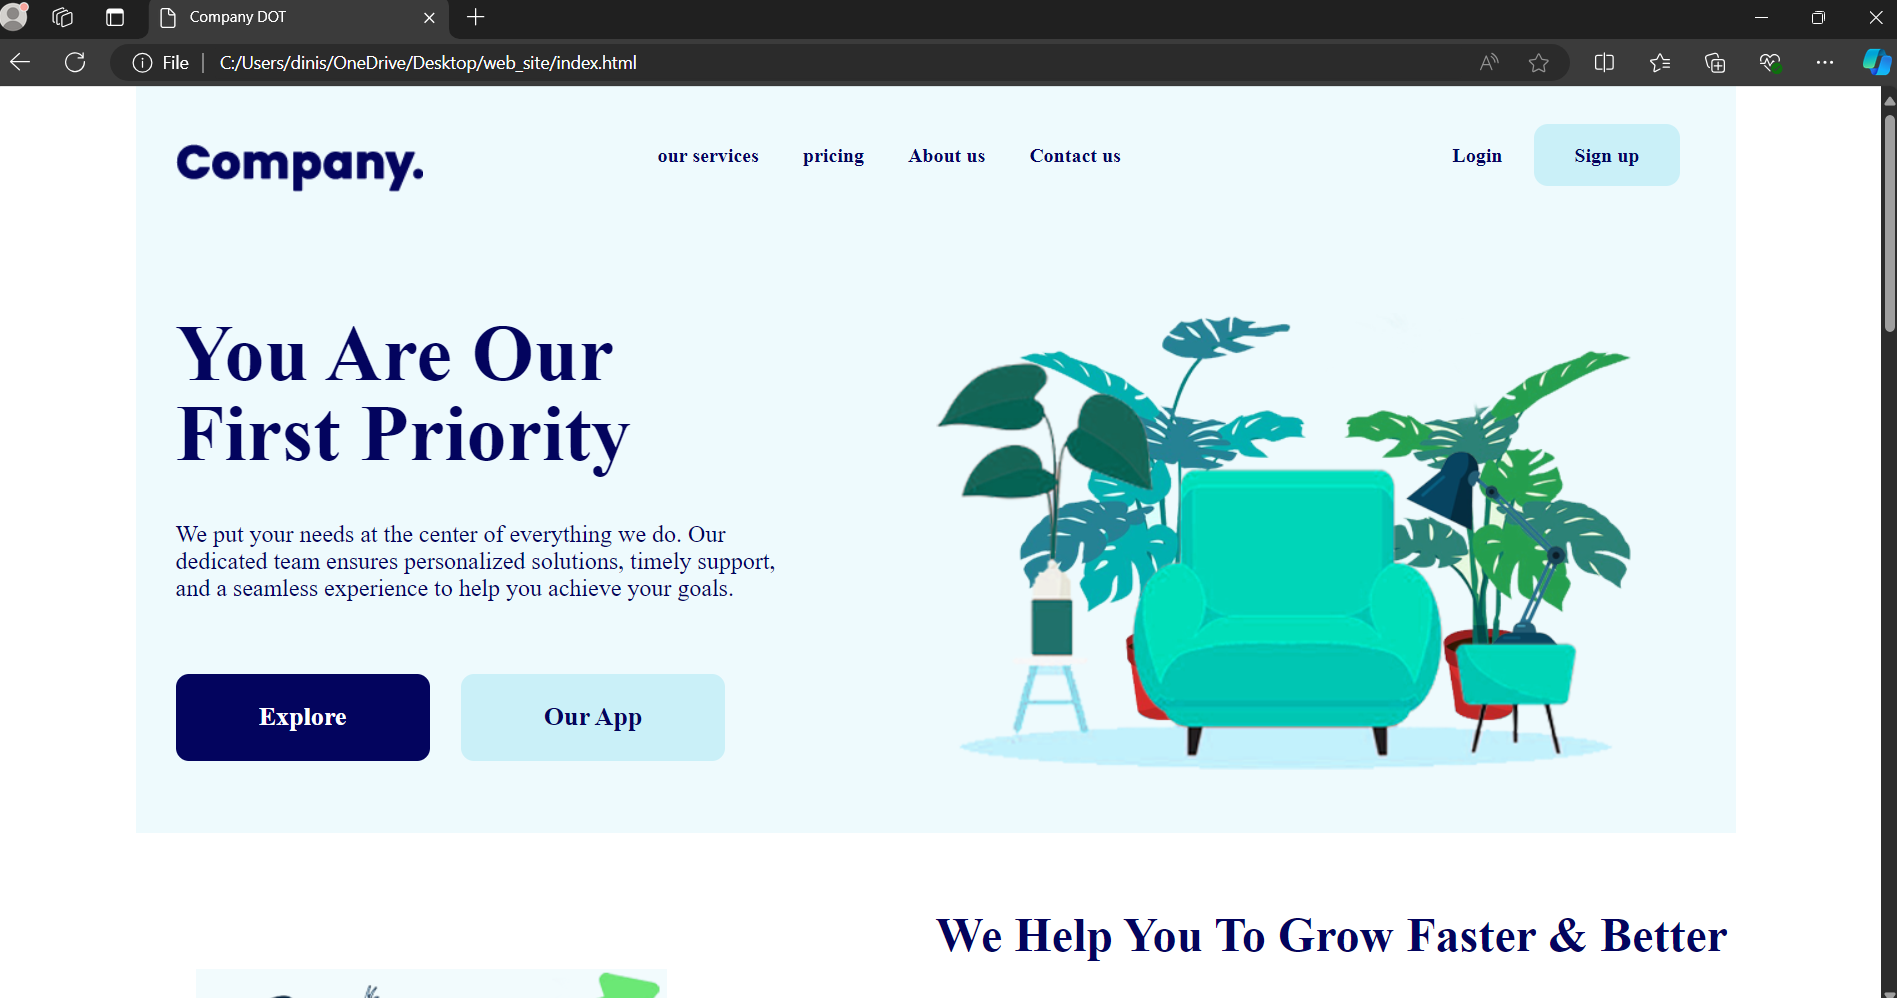 Company DOT
File
C:/Users/dinis/OneDrive/Desktop/web_site/index.html
Company.
our services
pricing
About us
Contact us
Login
Sign up
You Are Our
First Priority
We put your needs at the center of everything we do. Our
dedicated team ensures personalized solutions, timely support,
and a seamless experience to help you achieve your goals.
Explore
Our App
We Help You To Grow Faster & Better